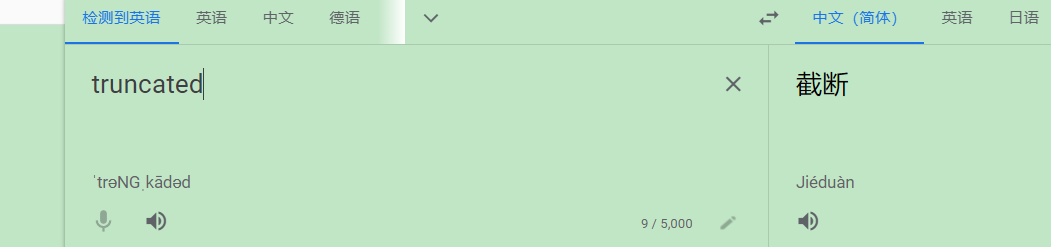 检测到英语 英语 中文 德语 中文（简体） 英语 日语
truncated 截断
ˈtrəNGˌkādəd Jiéduàn
9 / 5,000